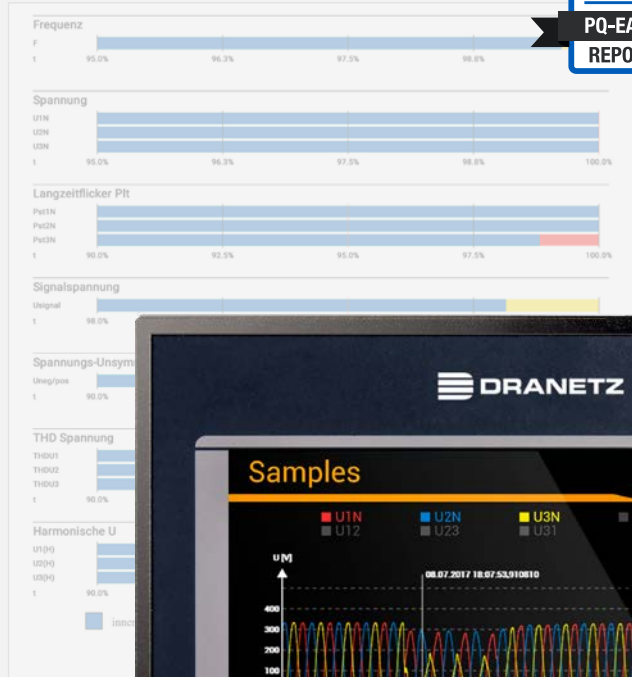 PQ-EA
REPO
Frequenz
F
t 95.0% 96.3% 97.5% 98.8%
Spannung
U1N
U2N
U3N
t 95.0% 96.3% 97.5% 98.8% 100.0%
Langzeitflicker Plt
Pst1N
Pst2N
Pst3N
t 90.0% 92.5% 95.0% 97.5% 100.0%
Signalspannung
Usignal
t 98.0%
Spannungs-Unsym
Uneg/pos
t 90.0%
THD Spannung
THDU1
THDU2
THDU3
t 90.0%
Harmonische U
U1(H)
U2(H)
U3(H)
t 90.0%
inner
DRANETZ
Samples
U1N U2N U3N
U12 U23 U31
U [V]
08.07.2017 18:07:53,910810
400
300
200
100